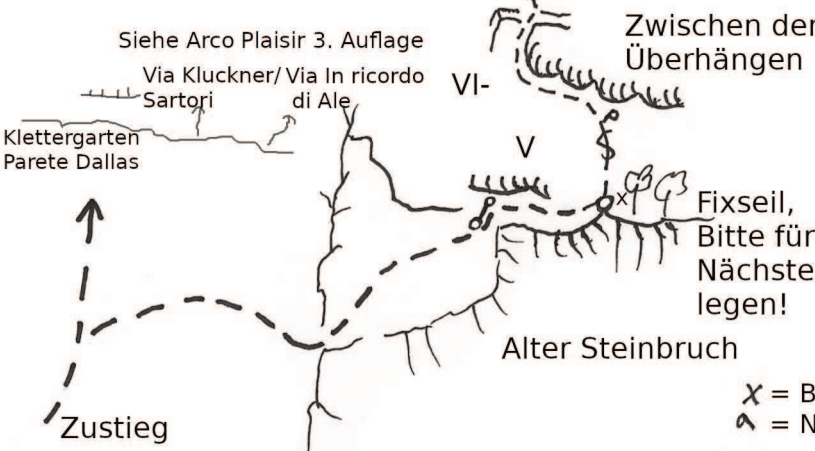 Zwischen den
Überhängen
Siehe Arco Plaisir 3. Auflage
Via Kluckner/ Via In ricordo
Sartori di Ale
VI-
Klettergarten
Parete Dallas
V
Fixseil,
Bitte für
Nächste
legen!
Alter Steinbruch
x = B
= N
Zustieg